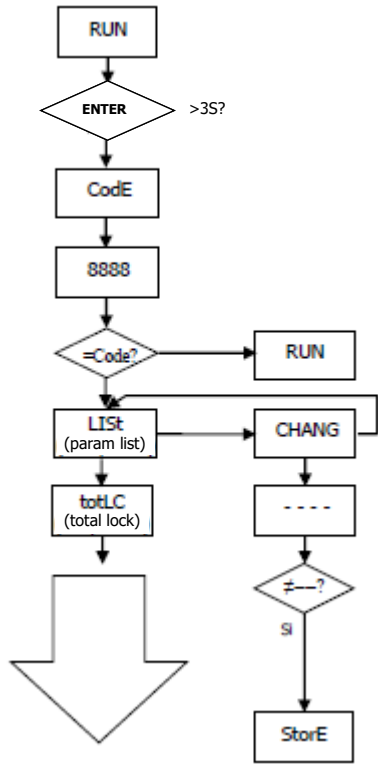 RUN
ENTER >3S?
CodE
8888
=Code?
RUN
LISt
(param list)
CHANG
totLC
(total lock)
- - - -
≠----?
Si
StorE